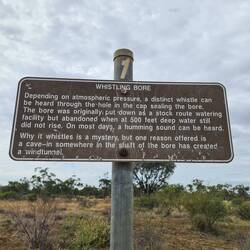 7
WHISTLING BORE
Depending on atmospheric pressure, a distinct whistle can
be heard through the hole in the cap sealing the bore.
The bore was originally put down as a stock route watering
facility but abandoned when at 500 feet deep water still
did not rise. On most days, a humming sound can be heard.
Why it whistles is a mystery but one reason offered is
a cave-in somewhere in the shaft of the bore has created
a windtunnel.